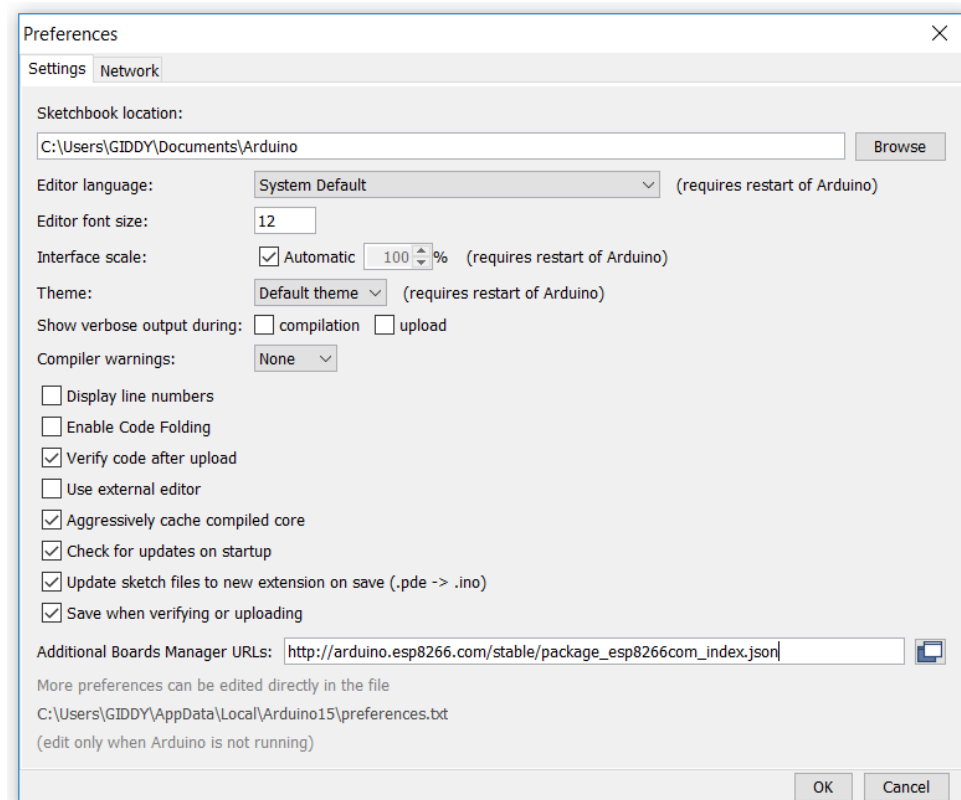 Preferences
Settings Network
Sketchbook location:
C:\Users\GIDDY\Documents\Arduino Browse
Editor language: System Default (requires restart of Arduino)
Editor font size: 12
Interface scale: Automatic 100 % (requires restart of Arduino)
Theme: Default theme (requires restart of Arduino)
Show verbose output during: compilation upload
Compiler warnings: None
Display line numbers
Enable Code Folding
Verify code after upload
Use external editor
Aggressively cache compiled core
Check for updates on startup
Update sketch files to new extension on save (.pde -> .ino)
Save when verifying or uploading
Additional Boards Manager URLs: http://arduino.esp8266.com/stable/package_esp8266com_index.json
More preferences can be edited directly in the file
C:\Users\GIDDY\AppData\Local\Arduino15\preferences.txt
(edit only when Arduino is not running)
OK Cancel